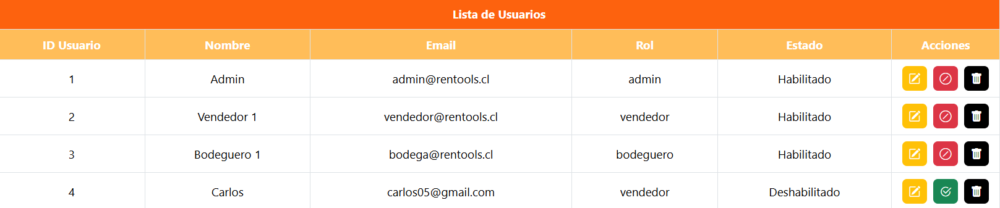 Lista de Usuarios
ID Usuario Nombre Email Rol Estado Acciones
1 Admin admin@rentools.cl admin Habilitado
2 Vendedor 1 vendedor@rentools.cl vendedor Habilitado
3 Bodeguero 1 bodega@rentools.cl bodeguero Habilitado
4 Carlos carlos05@gmail.com vendedor Deshabilitado